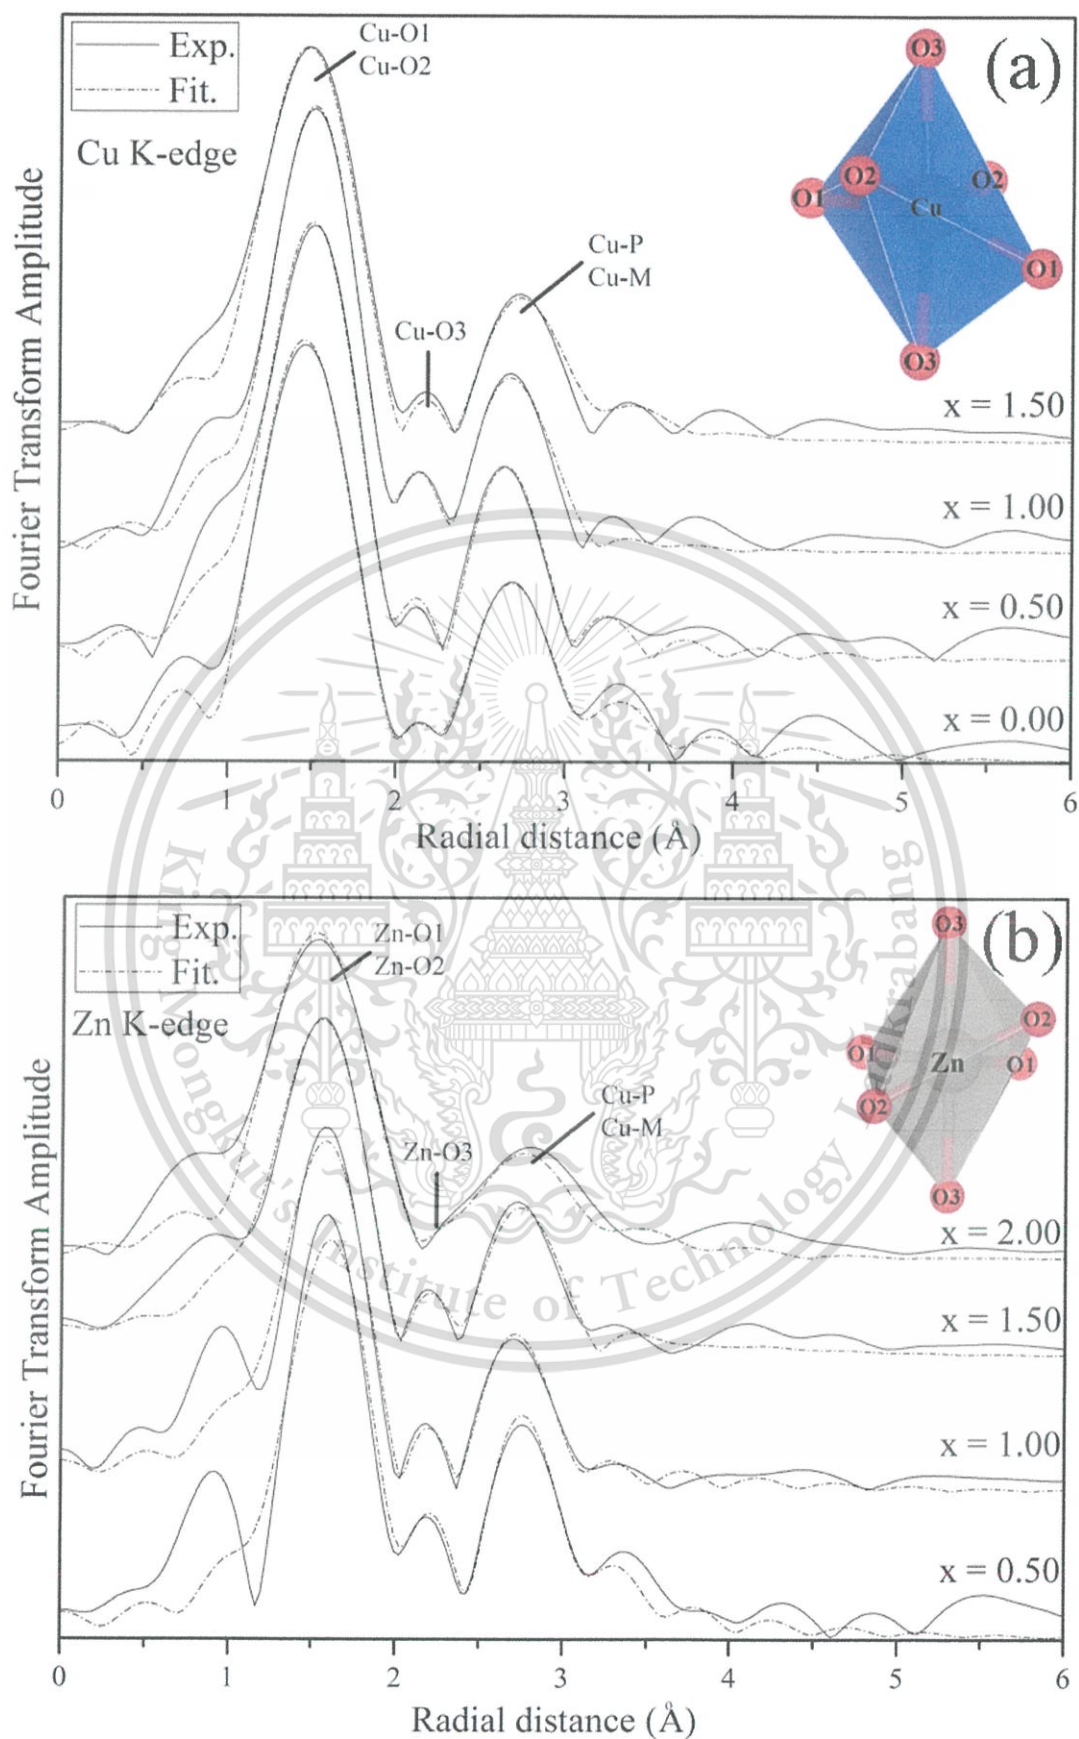 Exp.
Fit.
Cu K-edge
Cu-O1
Cu-O2
Cu-O3
Cu-P
Cu-M
(a)
O3
O2
O2
O1
Cu
O1
O3
x = 1.50
x = 1.00
x = 0.50
x = 0.00
Fourier Transform Amplitude
0 1 2 3 4 5 6
Radial distance (Å)
Exp.
Fit.
Zn K-edge
Zn-O1
Zn-O2
Zn-O3
Cu-P
Cu-M
(b)
O3
O2
O1
Zn
O1
O2
O3
x = 2.00
x = 1.50
x = 1.00
x = 0.50
Fourier Transform Amplitude
0 1 2 3 4 5 6
Radial distance (Å)
King Mongkut's Institute of Technology Ladkrabang